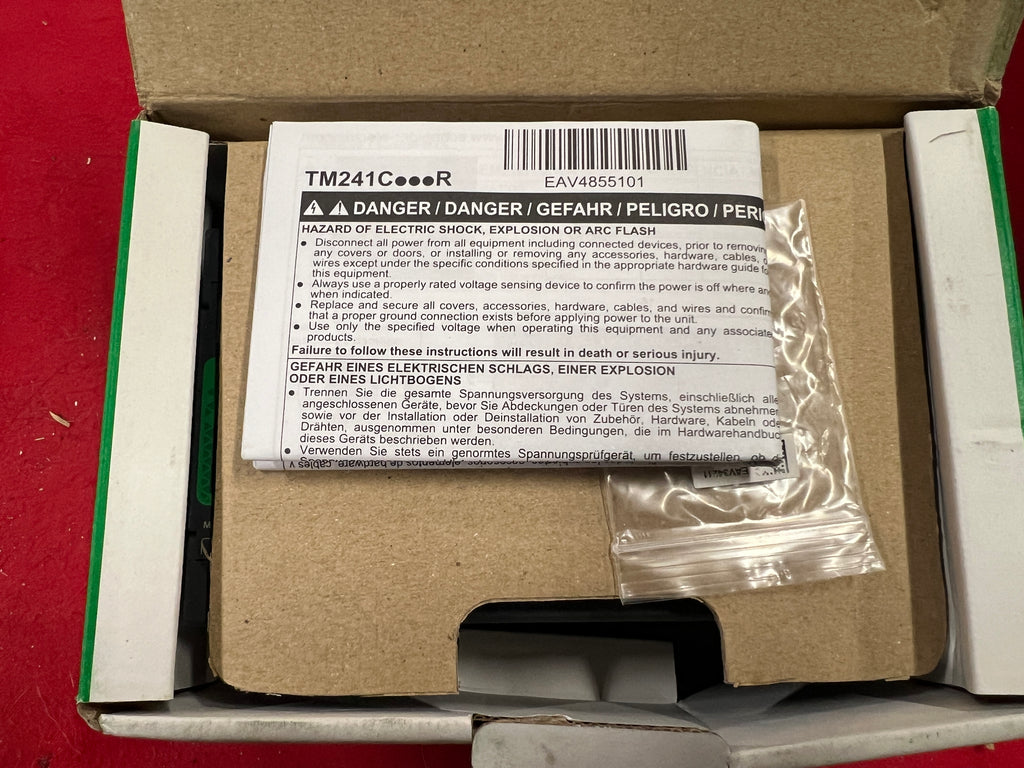 TM241C●●●R
EAV4855101
DANGER / DANGER / GEFAHR / PELIGRO / PERI
HAZARD OF ELECTRIC SHOCK, EXPLOSION OR ARC FLASH
● Disconnect all power from all equipment including connected devices, prior to removing
any covers or doors, or installing or removing any accessories, hardware, cables, o
wires except under the specific conditions specified in the appropriate hardware guide fo
this equipment.
● Always use a properly rated voltage sensing device to confirm the power is off where an
when indicated.
● Replace and secure all covers, accessories, hardware, cables, and wires and confirm
that a proper ground connection exists before applying power to the unit.
● Use only the specified voltage when operating this equipment and any associate
products.
Failure to follow these instructions will result in death or serious injury.
GEFAHR EINES ELEKTRISCHEN SCHLAGS, EINER EXPLOSION
ODER EINES LICHTBOGENS
● Trennen Sie die gesamte Spannungsversorgung des Systems, einschließlich alle
angeschlossenen Geräte, bevor Sie Abdeckungen oder Türen des Systems abnehmen
sowie vor der Installation oder Deinstallation von Zubehör, Hardware, Kabeln ode
Drähten, ausgenommen unter besonderen Bedingungen, die im Hardwarehandbuc
dieses Geräts beschrieben werden.
● Verwenden Sie stets ein genormtes Spannungsprüfgerät, um festzustellen, ob d
EAV34211
M